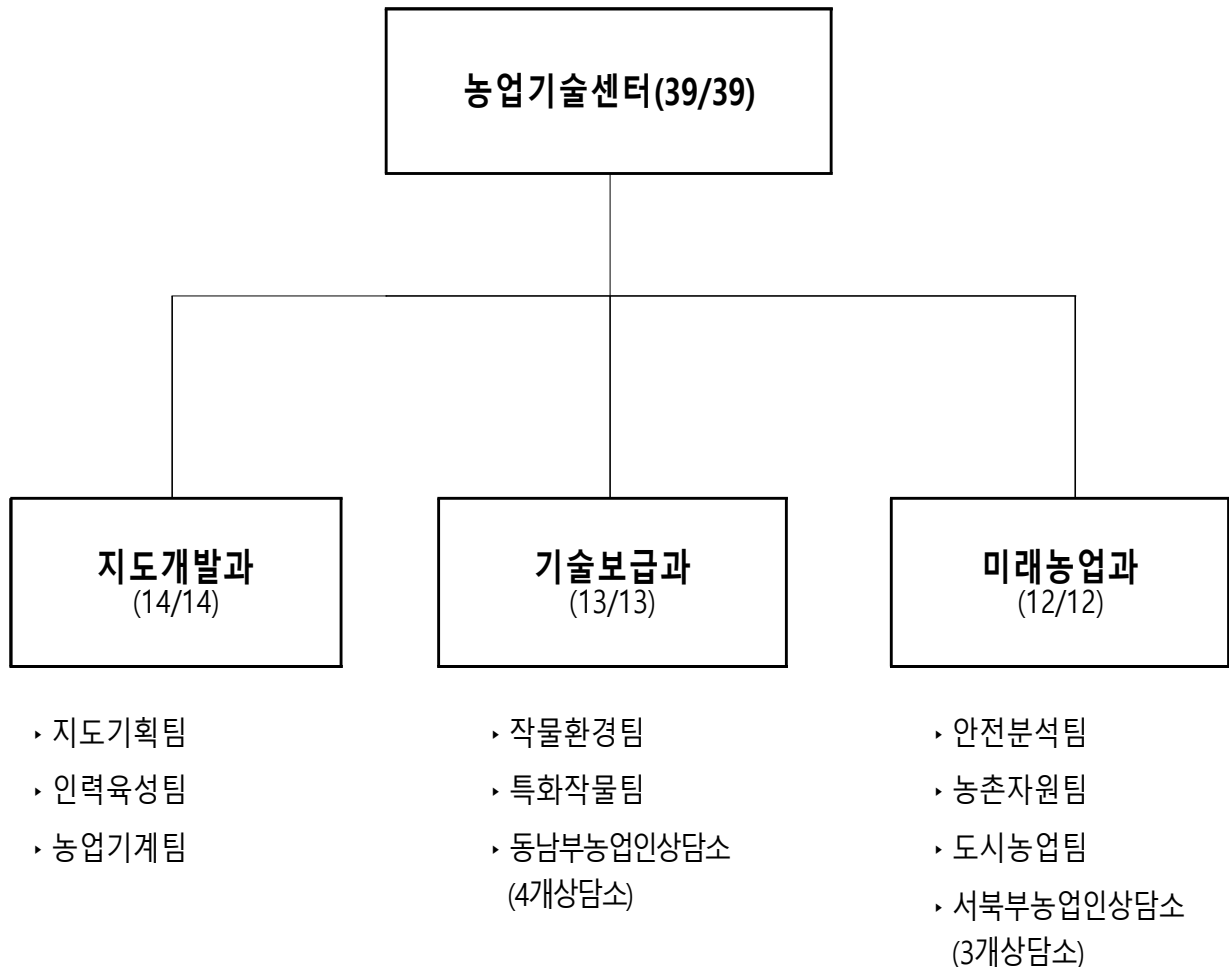 농업기술센터(39/39)
지도개발과
(14/14)
‣ 지도기획팀
‣ 인력육성팀
‣ 농업기계팀
기술보급과
(13/13)
‣ 작물환경팀
‣ 특화작물팀
‣ 동남부농업인상담소
(4개상담소)
미래농업과
(12/12)
‣ 안전분석팀
‣ 농촌자원팀
‣ 도시농업팀
‣ 서북부농업인상담소
(3개상담소)